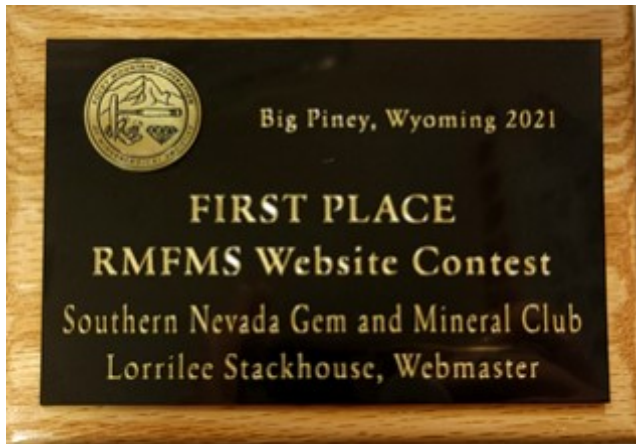 Big Piney, Wyoming 2021
FIRST PLACE
RMFMS Website Contest
Southern Nevada Gem and Mineral Club
Lorrilee Stackhouse, Webmaster